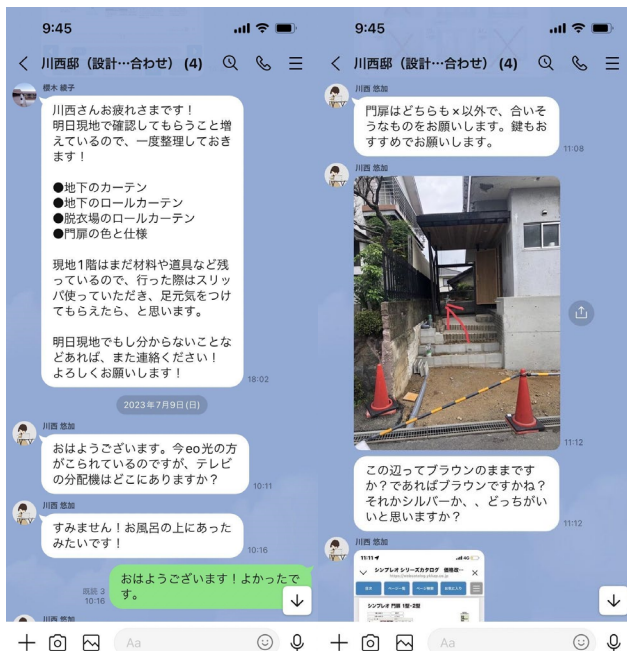 9:45
川西邸（設計…合わせ） (4)
櫻木 綾子
川西さんお疲れさまです！
明日現地で確認してもらうこと増
えているので、一度整理しておき
ます！
●地下のカーテン
●地下のロールカーテン
●脱衣場のロールカーテン
●門扉の色と仕様
現地1階はまだ材料や道具など残
っているので、行った際はスリッ
パ使っていただき、足元気をつけ
てもらえたら、と思います。
明日現地でもし分からないことな
どあれば、また連絡ください！
よろしくお願いします！
18:02
2023年7月9日(日)
川西 悠加
おはようございます。今eo光の方
がこられているのですが、テレビ
の分配機はどこにありますか？
10:11
川西 悠加
すみません！お風呂の上にあった
みたいです！
10:16
おはようございます！よかったで
す。
既読 3
10:16
川西 悠加
Aa
9:45
川西邸（設計…合わせ） (4)
川西 悠加
門扉はどちらも×以外で、合いそ
うなものをお願いします。鍵もお
すすめでお願いします。
11:08
川西 悠加
11:12
この辺ってブラウンのままです
か？であればブラウンですかね？
それかシルバーか、、どっちがい
いと思いますか？
11:12
川西 悠加
11:11
4G
シンプレオ シリーズカタログ
シンプレオ 門扉 1型-2型
Aa